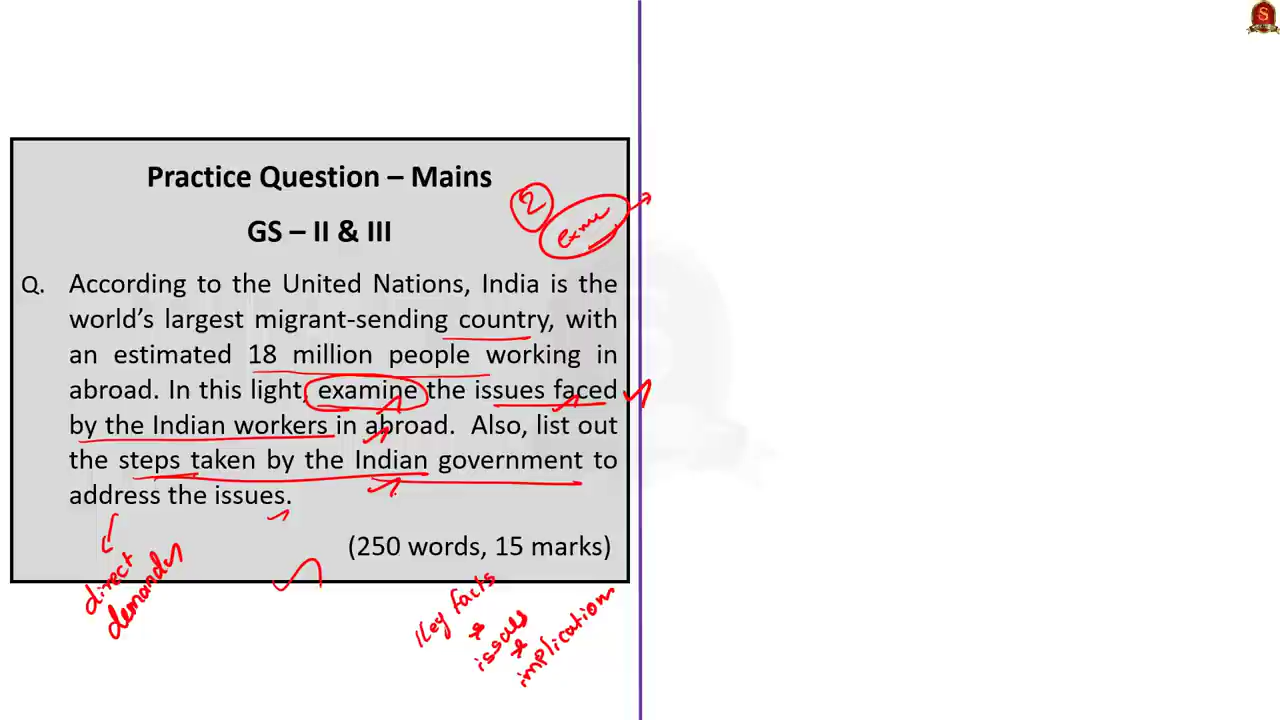 Practice Question – Mains
GS – II & III
2
Q. According to the United Nations, India is the
world's largest migrant-sending country, with
an estimated 18 million people working in
abroad. In this light, examine the issues faced
by the Indian workers in abroad. Also, list out
the steps taken by the Indian government to
address the issues.
(250 words, 15 marks)
direct
demands
Key facts
issues
implications
S